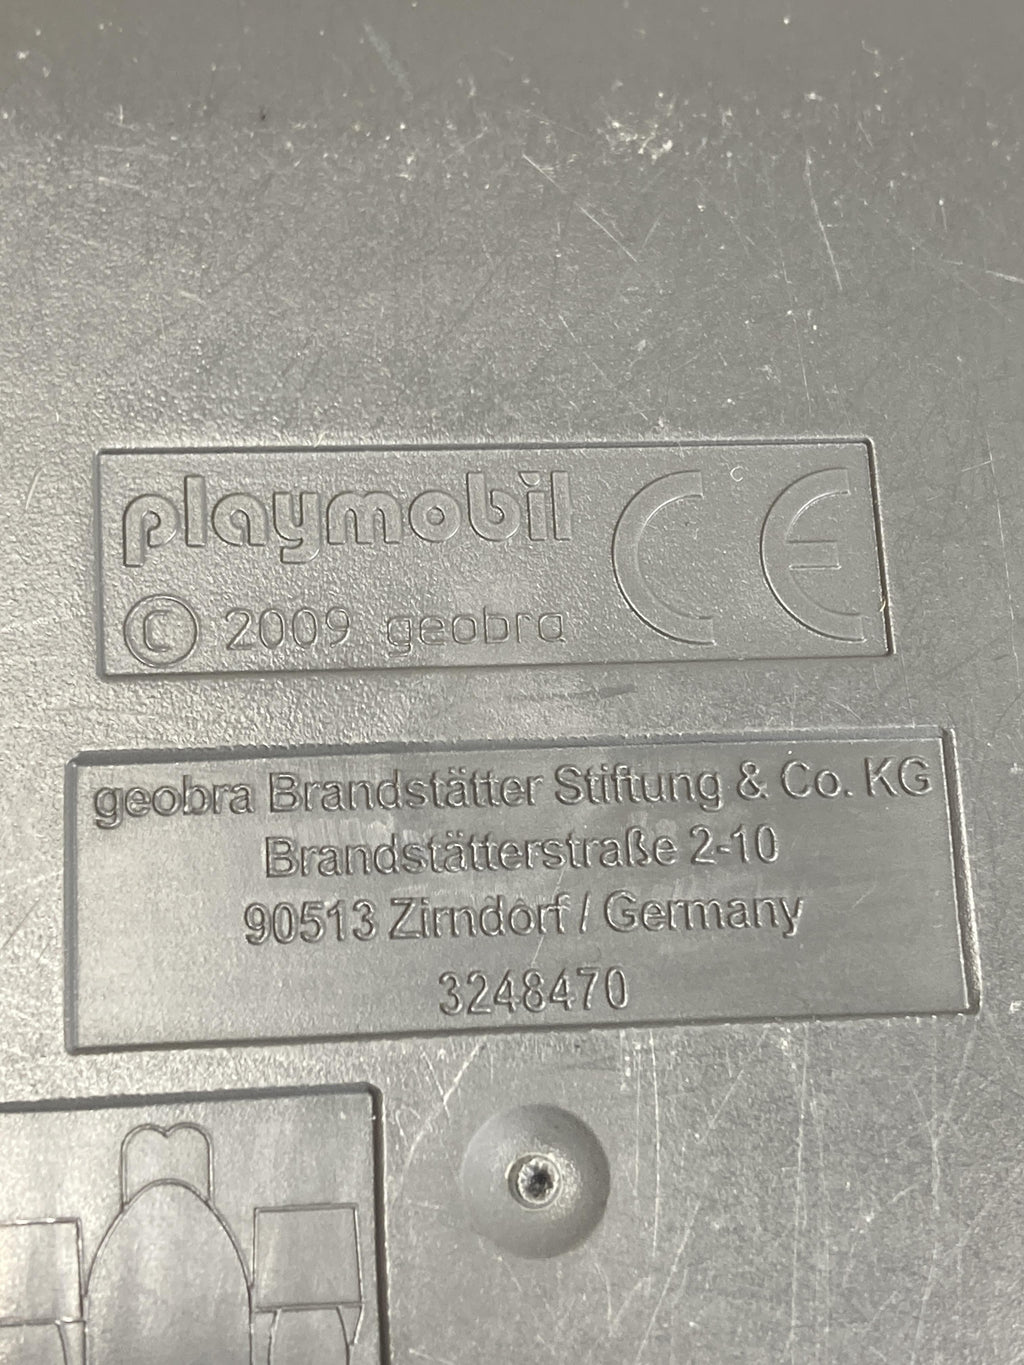 playmobil CE
© 2009 geobra
geobra Brandstätter Stiftung & Co. KG
Brandstätterstraße 2-10
90513 Zirndorf / Germany
3248470